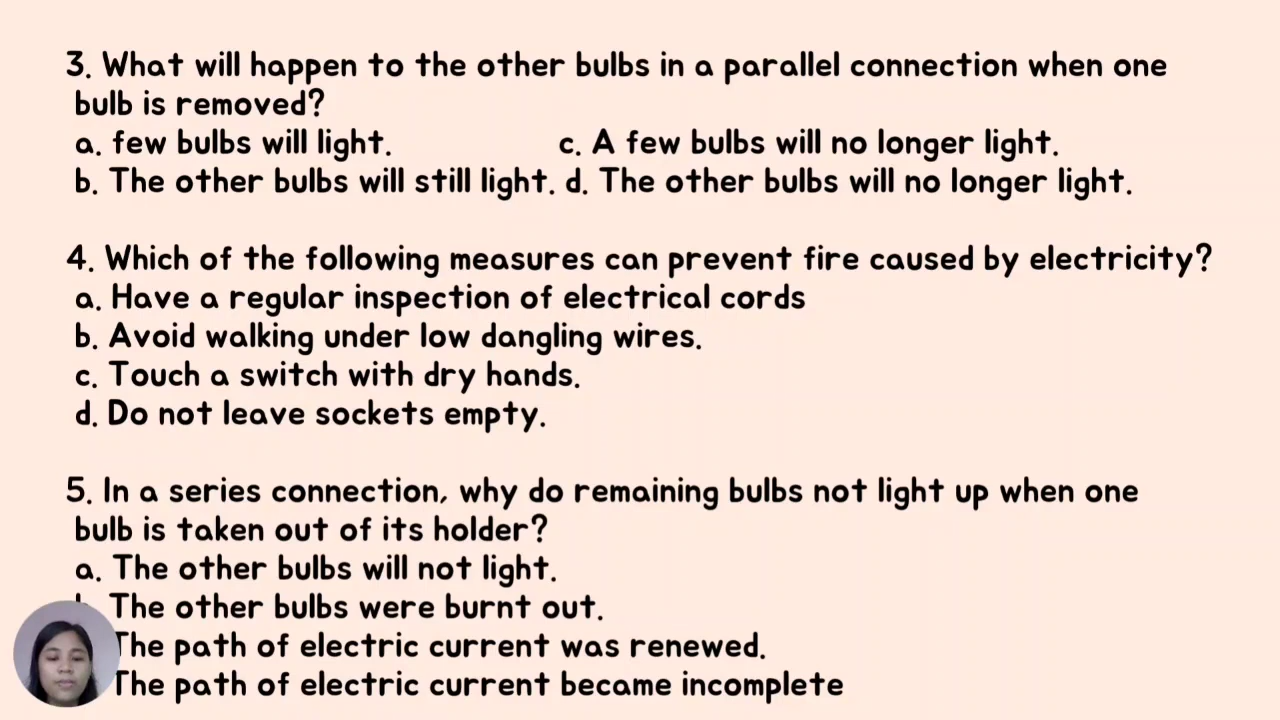 3. What will happen to the other bulbs in a parallel connection when one
bulb is removed?
a. few bulbs will light. c. A few bulbs will no longer light.
b. The other bulbs will still light. d. The other bulbs will no longer light.
4. Which of the following measures can prevent fire caused by electricity?
a. Have a regular inspection of electrical cords
b. Avoid walking under low dangling wires.
c. Touch a switch with dry hands.
d. Do not leave sockets empty.
5. In a series connection, why do remaining bulbs not light up when one
bulb is taken out of its holder?
a. The other bulbs will not light.
The other bulbs were burnt out.
The path of electric current was renewed.
The path of electric current became incomplete